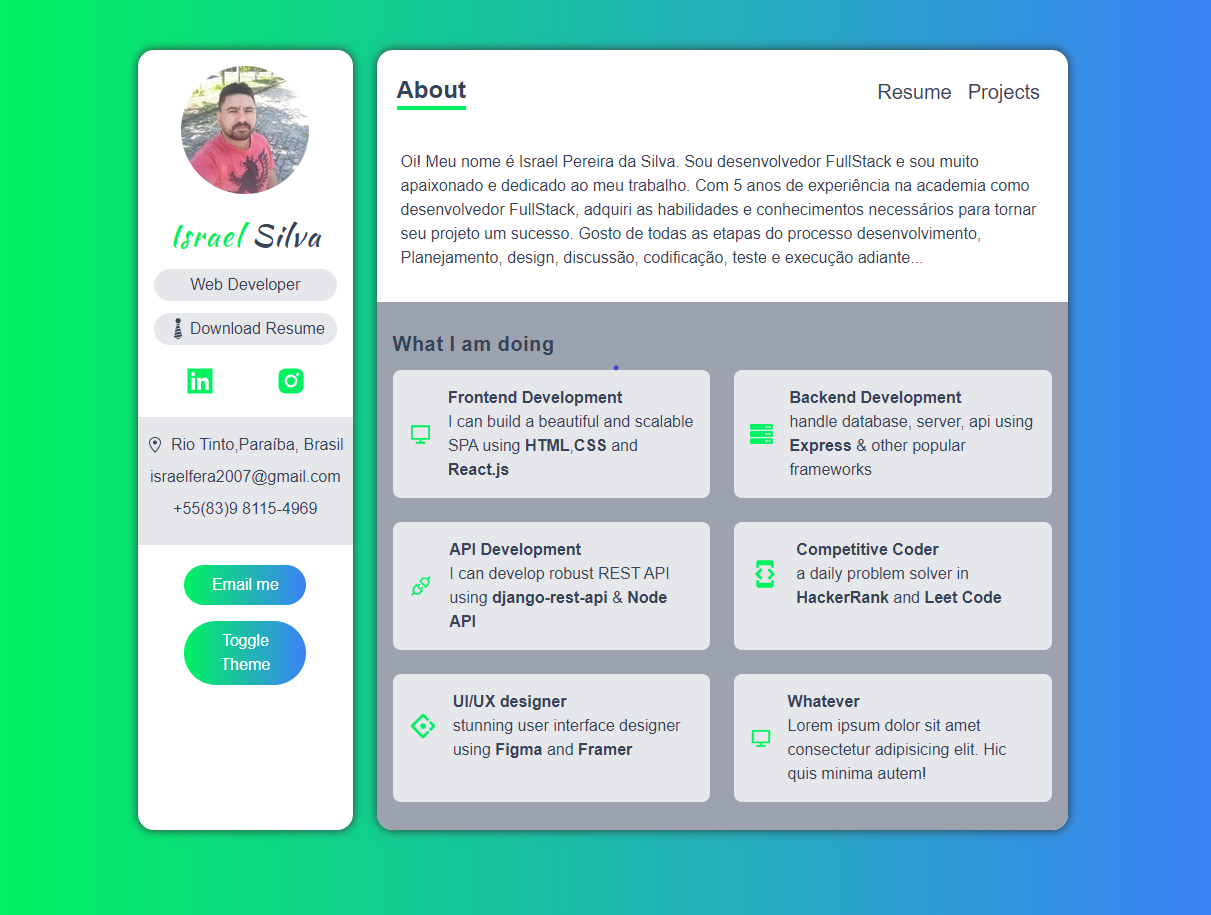 Israel Silva
Web Developer
Download Resume
Rio Tinto,Paraíba, Brasil
israelfera2007@gmail.com
+55(83)9 8115-4969
Email me
Toggle
Theme
About
Resume
Projects
Oi! Meu nome é Israel Pereira da Silva. Sou desenvolvedor FullStack e sou muito
apaixonado e dedicado ao meu trabalho. Com 5 anos de experiência na academia como
desenvolvedor FullStack, adquiri as habilidades e conhecimentos necessários para tornar
seu projeto um sucesso. Gosto de todas as etapas do processo desenvolvimento,
Planejamento, design, discussão, codificação, teste e execução adiante...
What I am doing
Frontend Development
I can build a beautiful and scalable
SPA using HTML,CSS and
React.js
Backend Development
handle database, server, api using
Express & other popular
frameworks
API Development
I can develop robust REST API
using django-rest-api & Node
API
Competitive Coder
a daily problem solver in
HackerRank and Leet Code
UI/UX designer
stunning user interface designer
using Figma and Framer
Whatever
Lorem ipsum dolor sit amet
consectetur adipisicing elit. Hic
quis minima autem!